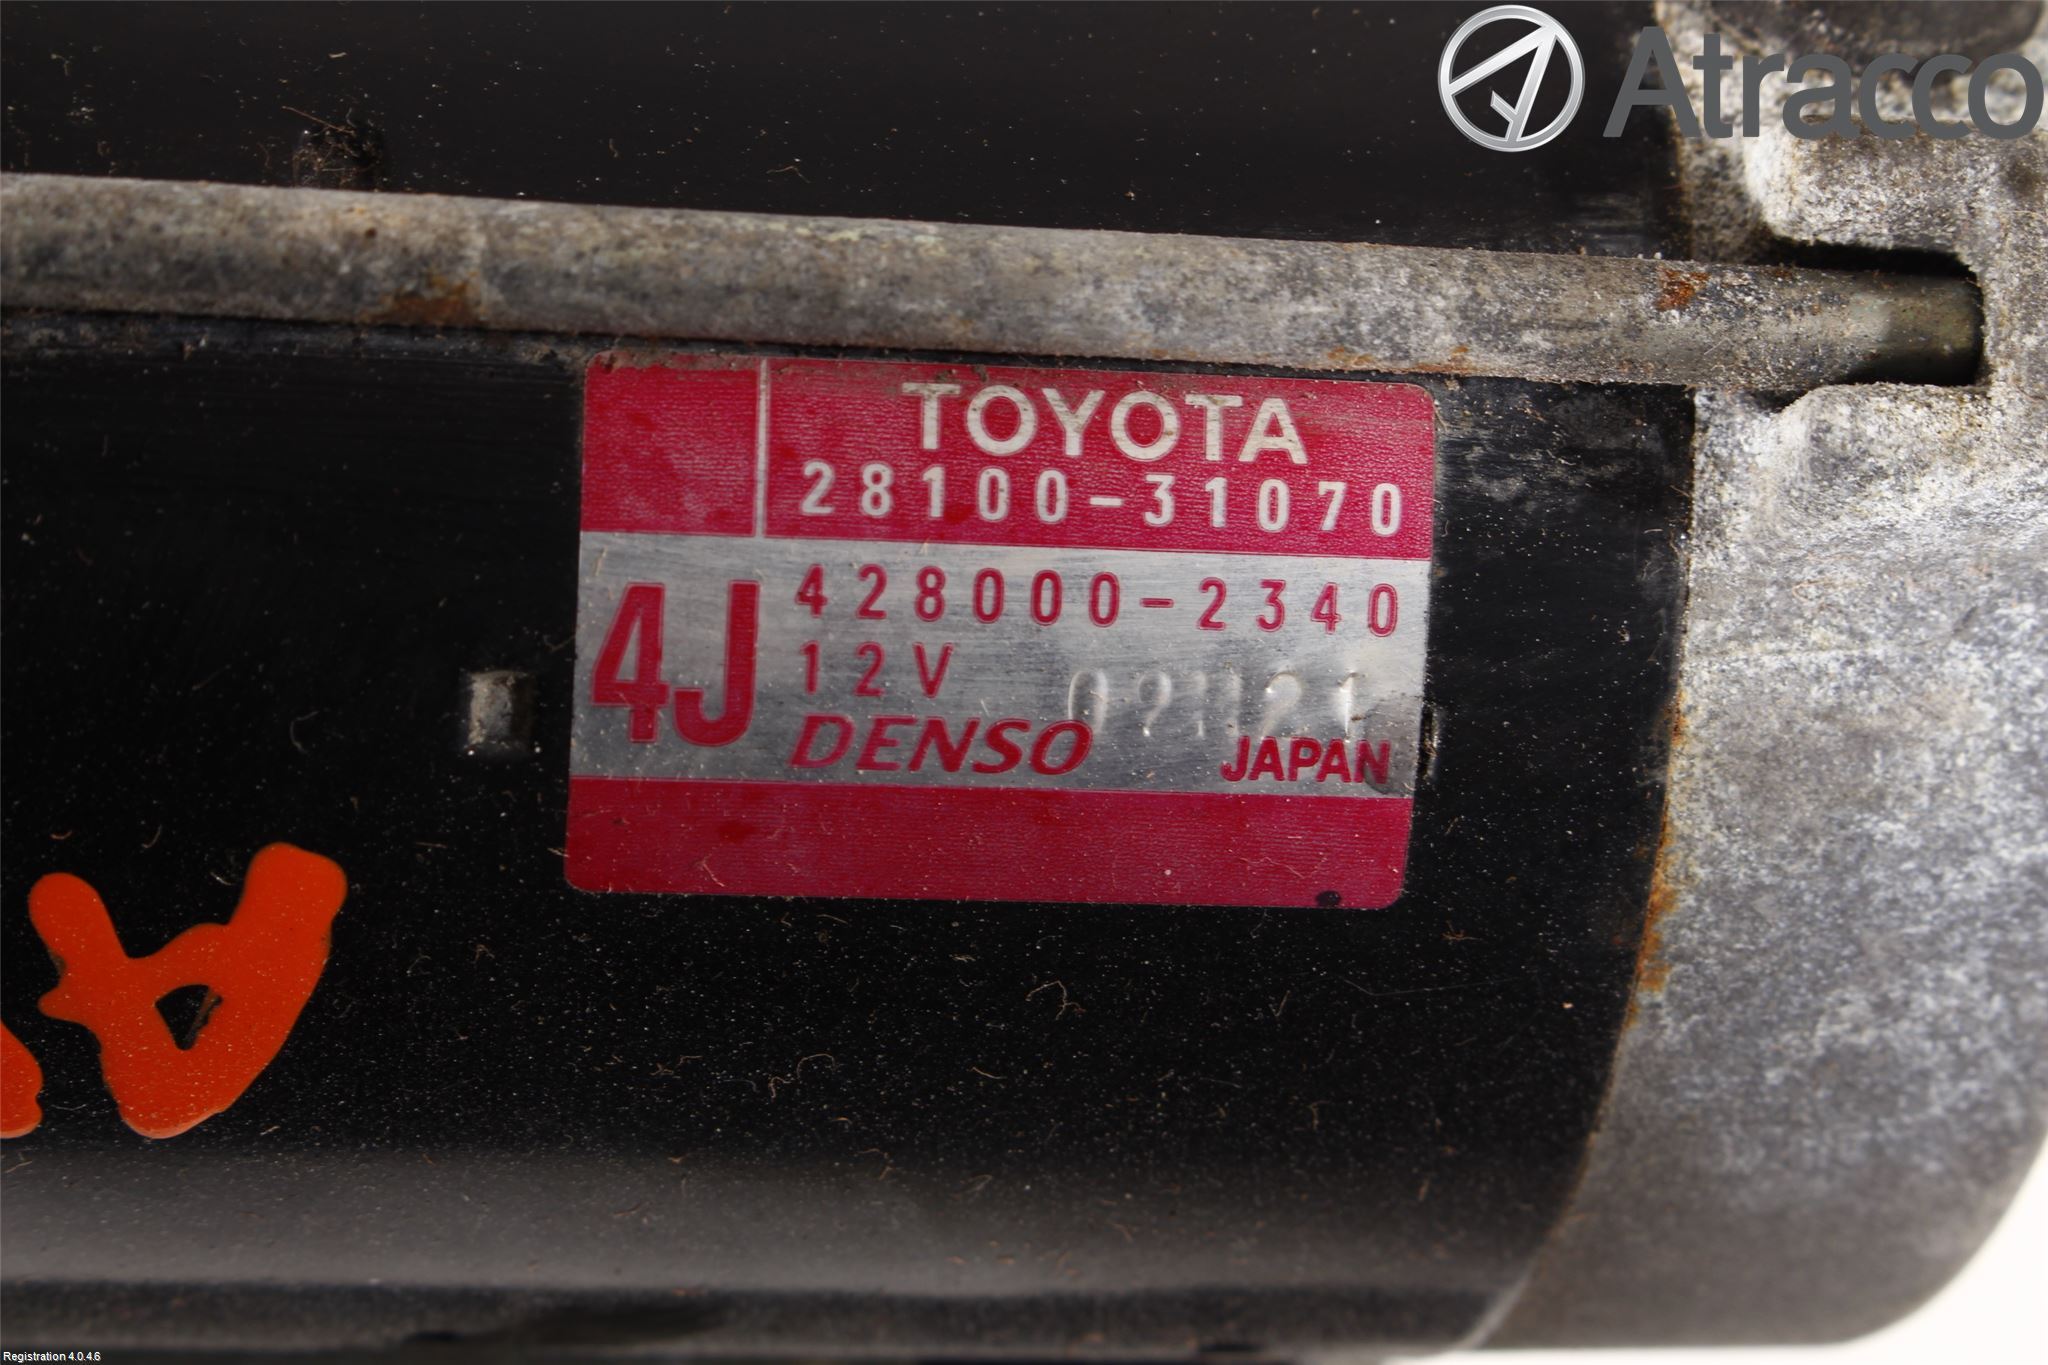 Atracco
TOYOTA
28100-31070
4J
428000-2340
12V
DENSO
JAPAN
Registration 4.0.4.6